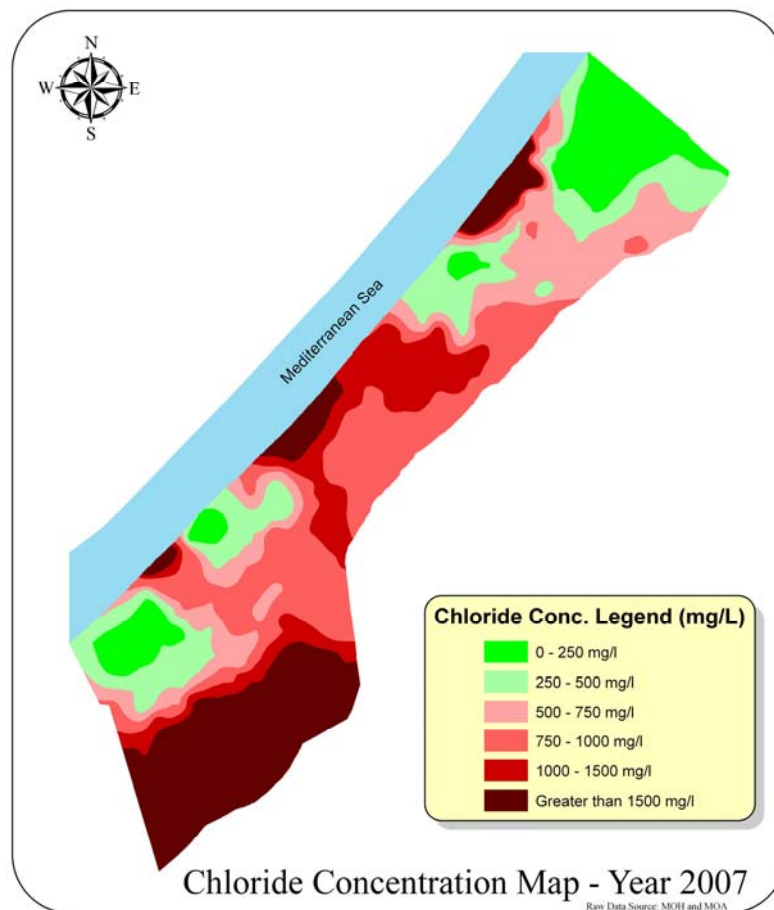 N
W E
S
Mediterranean Sea
Chloride Conc. Legend (mg/L)
0 - 250 mg/l
250 - 500 mg/l
500 - 750 mg/l
750 - 1000 mg/l
1000 - 1500 mg/l
Greater than 1500 mg/l
Chloride Concentration Map - Year 2007
Raw Data Source: MOH and MOA